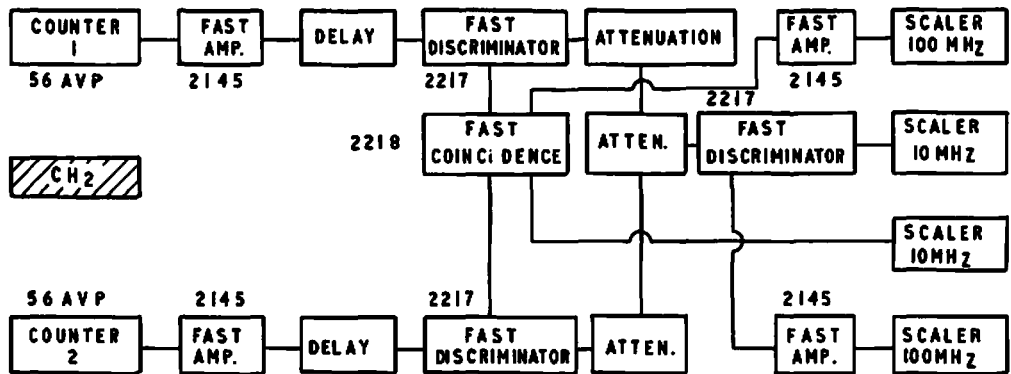 COUNTER
1
FAST
AMP.
DELAY
FAST
DISCRIMINATOR
ATTENUATION
FAST
AMP.
SCALER
100 MHZ
56 AVP
2145
2217
2145
2217
2218
FAST
COINCiDENCE
ATTEN.
FAST
DISCRIMINATOR
SCALER
10 MHZ
CH2
SCALER
10MHZ
56 AVP
2145
2217
2145
COUNTER
2
FAST
AMP.
DELAY
FAST
DISCRIMINATOR
ATTEN.
FAST
AMP.
SCALER
100MHZ